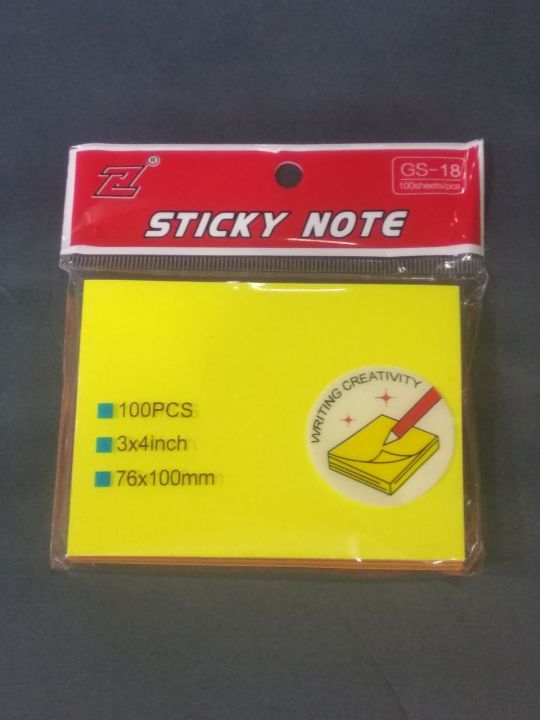 Z®
GS-18
100sheets/pcs
STICKY NOTE
WRITING CREATIVITY
100PCS
3x4inch
76x100mm